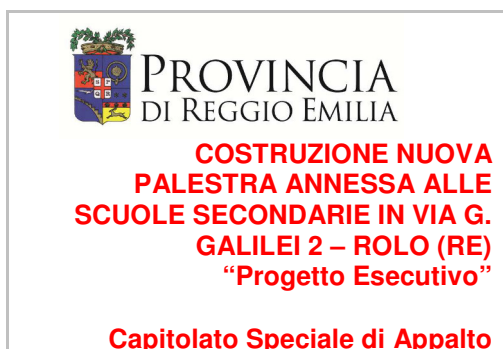 PROVINCIA
DI REGGIO EMILIA
COSTRUZIONE NUOVA
PALESTRA ANNESSA ALLE
SCUOLE SECONDARIE IN VIA G.
GALILEI 2 – ROLO (RE)
“Progetto Esecutivo”
Capitolato Speciale di Appalto